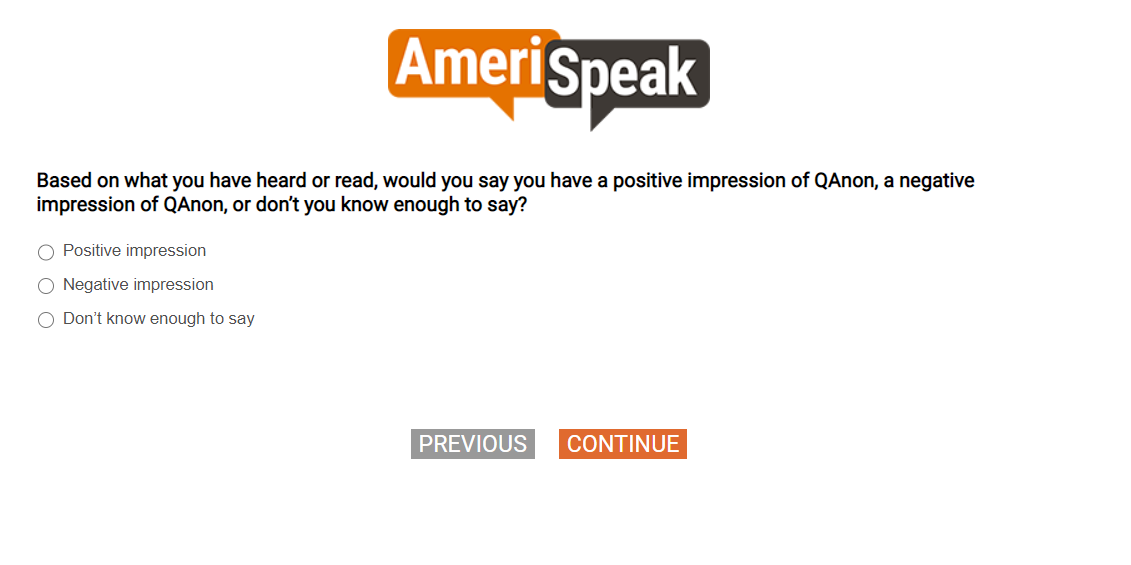 AmeriSpeak
Based on what you have heard or read, would you say you have a positive impression of QAnon, a negative
impression of QAnon, or don’t you know enough to say?
Positive impression
Negative impression
Don’t know enough to say
PREVIOUS CONTINUE